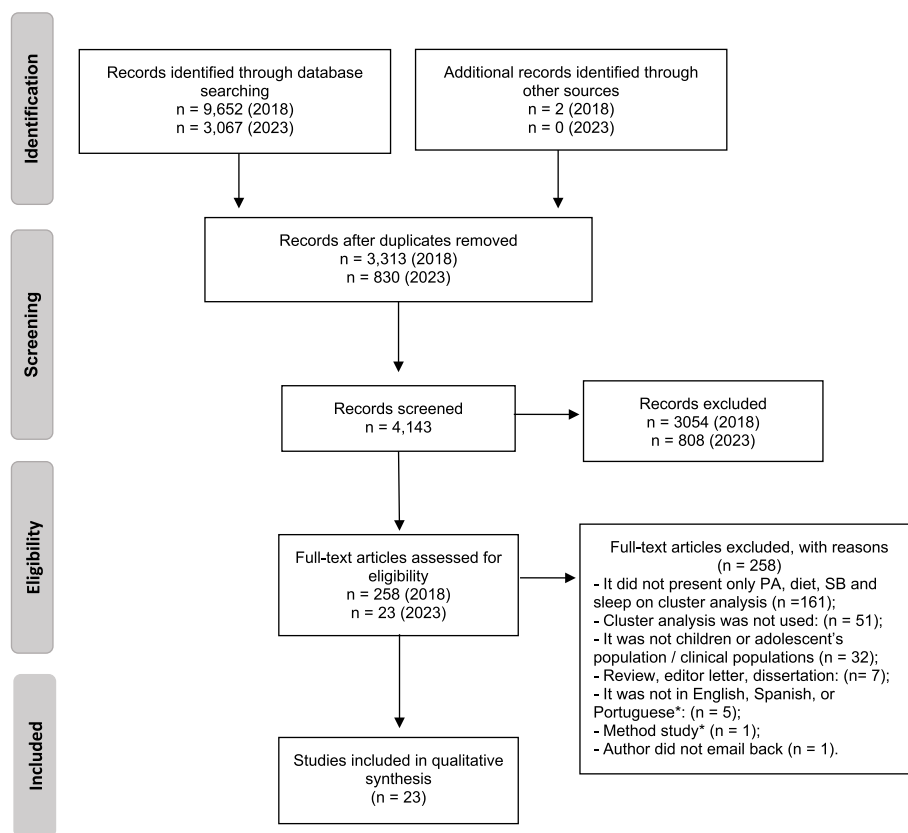 Identification
Records identified through database
searching
n = 9,652 (2018)
n = 3,067 (2023)
Additional records identified through
other sources
n = 2 (2018)
n = 0 (2023)
Screening
Records after duplicates removed
n = 3,313 (2018)
n = 830 (2023)
Records screened
n = 4,143
Records excluded
n = 3054 (2018)
n = 808 (2023)
Eligibility
Full-text articles assessed for
eligibility
n = 258 (2018)
n = 23 (2023)
Full-text articles excluded, with reasons
(n = 258)
- It did not present only PA, diet, SB and
sleep on cluster analysis (n =161);
- Cluster analysis was not used: (n = 51);
- It was not children or adolescent's
population / clinical populations (n = 32);
- Review, editor letter, dissertation: (n= 7);
- It was not in English, Spanish, or
Portuguese*: (n = 5);
- Method study* (n = 1);
- Author did not email back (n = 1).
Included
Studies included in qualitative
synthesis
(n = 23)